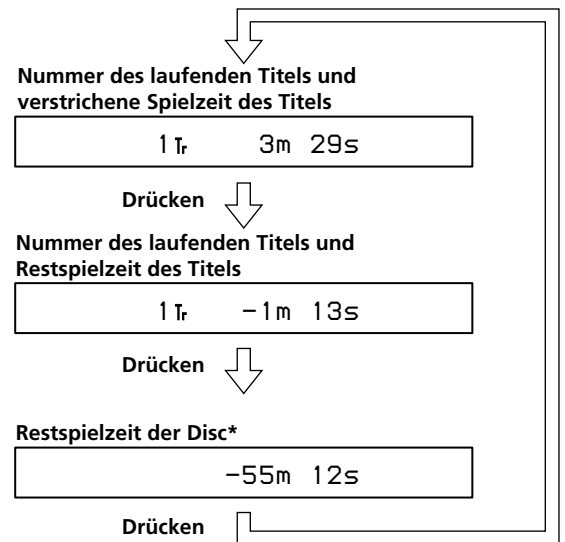 Nummer des laufenden Titels und
verstrichene Spielzeit des Titels
1 Tr 3m 29s
Drücken
Nummer des laufenden Titels und
Restspielzeit des Titels
1 Tr −1m 13s
Drücken
Restspielzeit der Disc*
−55m 12s
Drücken